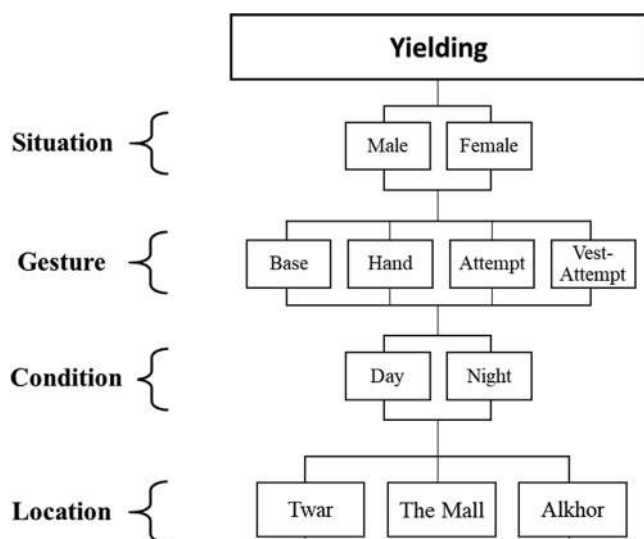 Yielding
Situation
Male
Female
Gesture
Base
Hand
Attempt
Vest-
Attempt
Condition
Day
Night
Location
Twar
The Mall
Alkhor